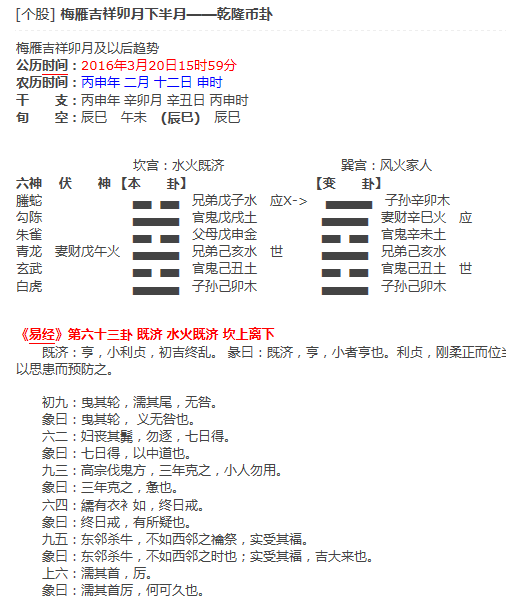 [个股] 梅雁吉祥卯月下半月——乾隆币卦
梅雁吉祥卯月及以后趋势
公历时间：2016年3月20日15时59分
农历时间：丙申年 二月 十二日 申时
干　　支：丙申年 辛卯月 辛丑日 丙申时
旬　　空：辰巳　午未　(辰巳)　辰巳
坎宫：水火既济　　　　　　　巽宫：风火家人
六神　伏　　神【本　　卦】　　　　　　【变　　卦】
螣蛇　　兄弟戊子水　应X->　子孙辛卯木
勾陈　　官鬼戊戌土　　妻财辛巳火　应
朱雀　　父母戊申金　　官鬼辛未土
青龙　妻财戊午火　兄弟己亥水　世　兄弟己亥水
玄武　　官鬼己丑土　　官鬼己丑土　世
白虎　　子孙己卯木　　子孙己卯木
《易经》第六十三卦 既济 水火既济 坎上离下
既济：亨，小利贞，初吉终乱。 彖曰：既济，亨，小者亨也。利贞，刚柔正而位当
以思患而预防之。
初九：曳其轮，濡其尾，无咎。
象曰：曳其轮， 义无咎也。
六二：妇丧其髴，勿逐，七日得。
象曰：七日得，以中道也。
九三：高宗伐鬼方，三年克之，小人勿用。
象曰：三年克之，惫也。
六四：繻有衣袽，终日戒。
象曰：终日戒，有所疑也。
九五：东邻杀牛，不如西邻之禴祭，实受其福。
象曰：东邻杀牛，不如西邻之时也；实受其福，吉大来也。
上六：濡其首，厉。
象曰：濡其首厉，何可久也。